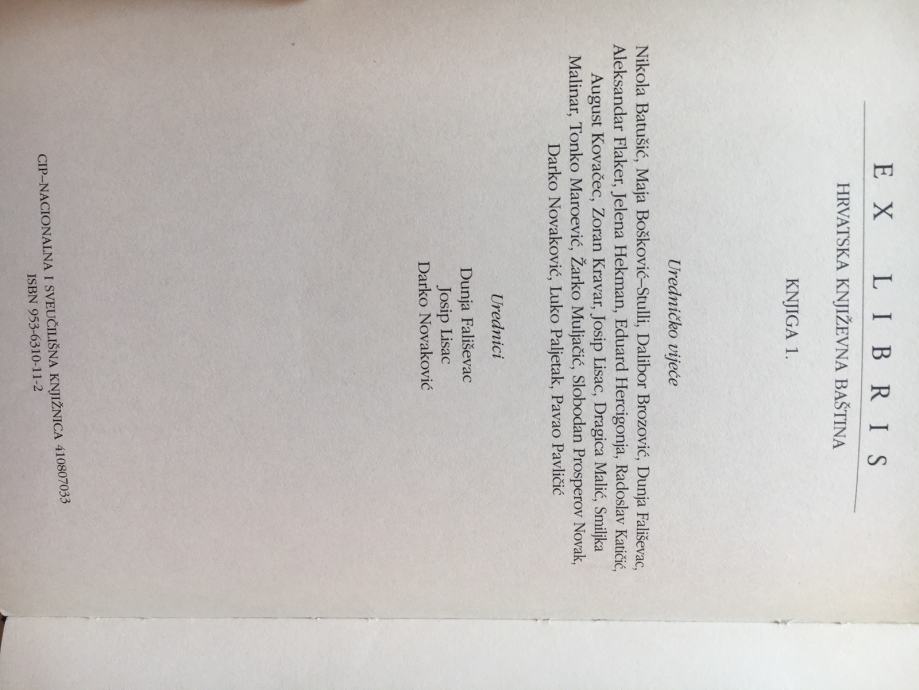 EX LIBRIS
HRVATSKA KNJIŽEVNA BAŠTINA
KNJIGA 1.
Uredničko vijeće
Nikola Batušić, Maja Bošković–Stulli, Dalibor Brozović, Dunja Fališevac,
Aleksandar Flaker, Jelena Hekman, Eduard Hercigonja, Radoslav Katičić,
August Kovačec, Zoran Kravar, Josip Lisac, Dragica Malić, Smiljka
Malinar, Tonko Maroević, Žarko Muljačić, Slobodan Prosperov Novak,
Darko Novaković, Luko Paljetak, Pavao Pavličić
Urednici
Dunja Fališevac
Josip Lisac
Darko Novaković
CIP–NACIONALNA I SVEUČILIŠNA KNJIŽNICA 410807033
ISBN 953-6310-11-2